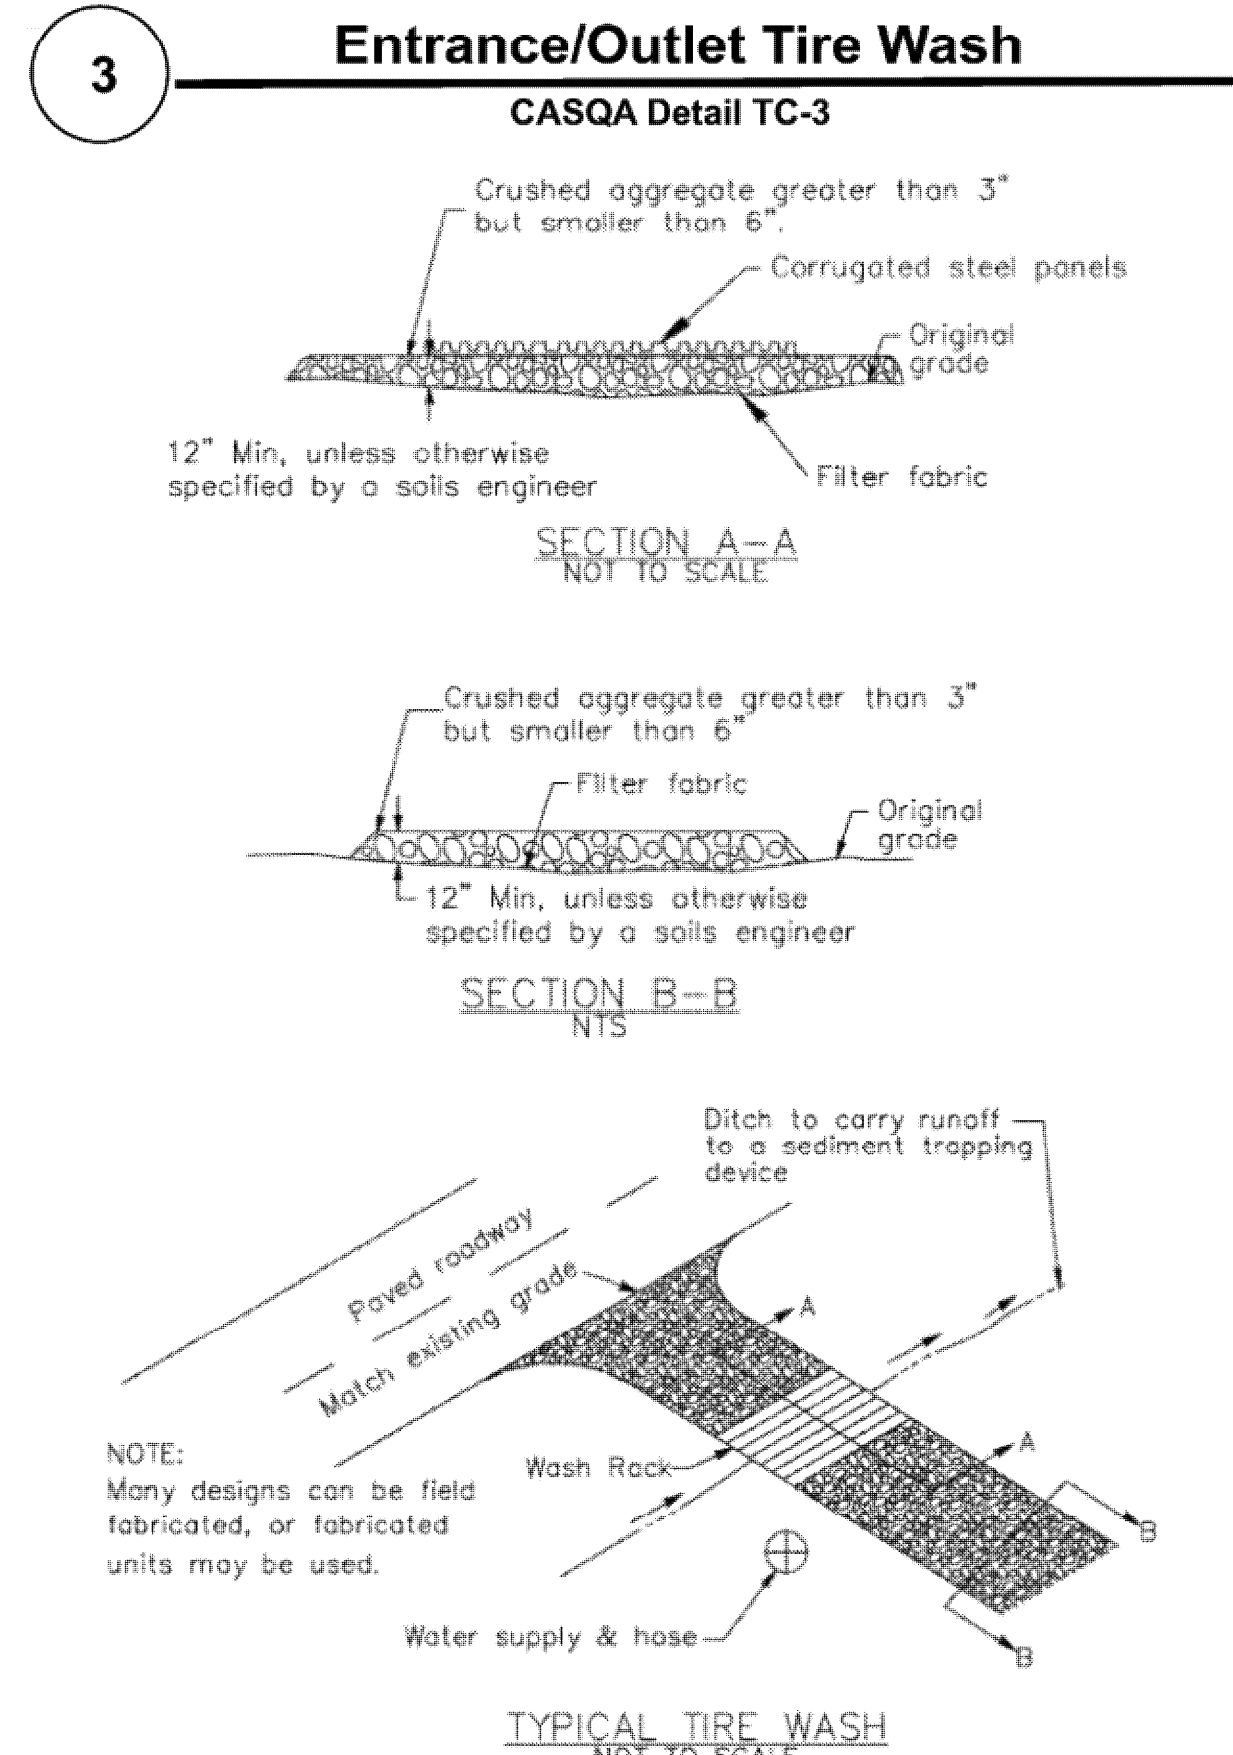 3
Entrance/Outlet Tire Wash
CASQA Detail TC-3
Crushed aggregate greater than 3"
but smaller than 6".
Corrugated steel panels
Original
grade
12" Min, unless otherwise
specified by a soils engineer
Filter fabric
SECTION A-A
NOT TO SCALE
Crushed aggregate greater than 3"
but smaller than 6"
Filter fabric
Original
grade
12" Min, unless otherwise
specified by a soils engineer
SECTION B-B
NTS
Ditch to carry runoff
to a sediment trapping
device
Paved roadway
Match existing grade
A
A
NOTE:
Many designs can be field
fabricated, or fabricated
units may be used.
Wash Rack
B
B
Water supply & hose
TYPICAL TIRE WASH
NOT TO SCALE